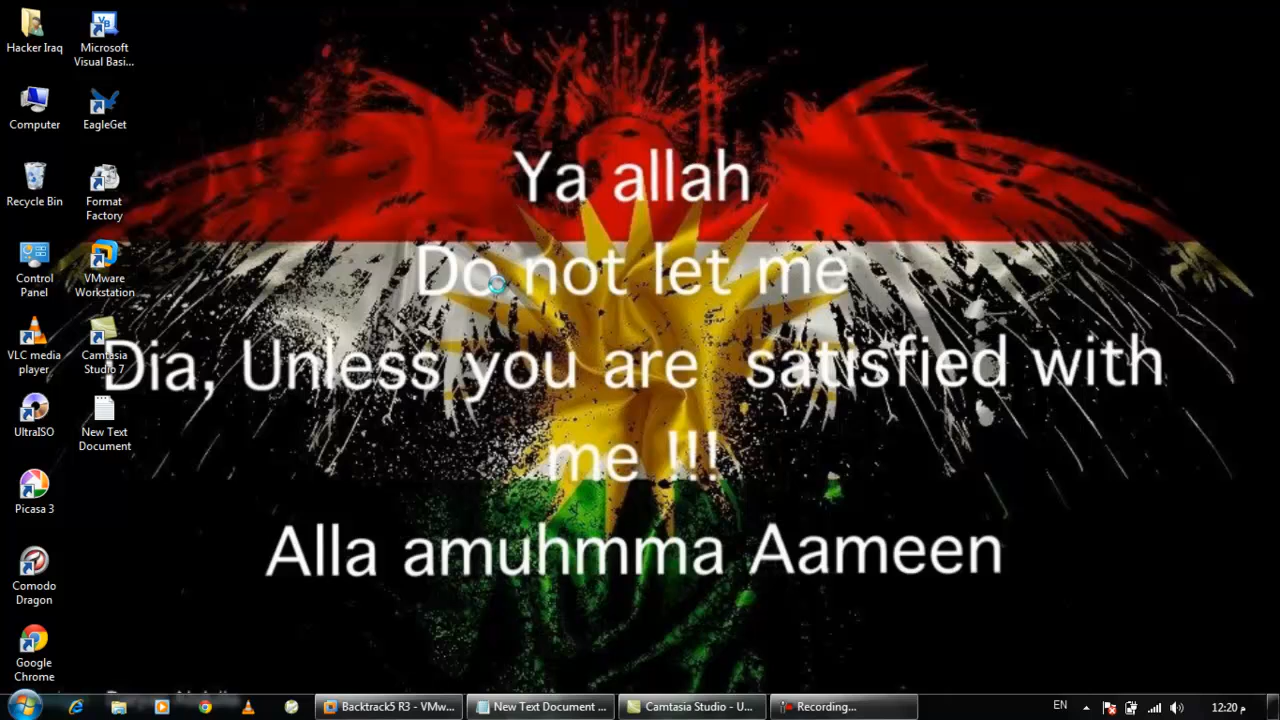 Hacker Iraq
Microsoft
Visual Basi...
Computer
EagleGet
Recycle Bin
Format
Factory
Control
Panel
VMware
Workstation
VLC media
player
Camtasia
Studio 7
UltraISO
New Text
Document
Picasa 3
Comodo
Dragon
Google
Chrome
Ya allah
Do not let me
Dia, Unless you are satisfied with
me !!!
Alla amuhmma Aameen
Backtrack5 R3 - VMw...
New Text Document ...
Camtasia Studio - U...
Recording...
EN
12:20 م